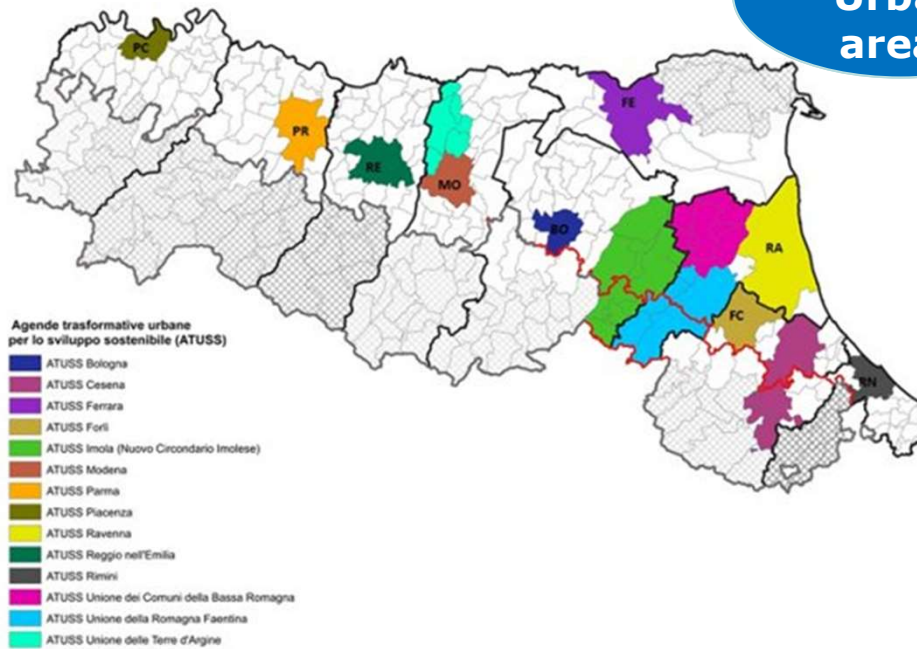 Urba
area
PC
PR
RE
MO
FE
BO
RA
FC
RN
Agende trasformative urbane
per lo sviluppo sostenibile (ATUSS)
ATUSS Bologna
ATUSS Cesena
ATUSS Ferrara
ATUSS Forlì
ATUSS Imola (Nuovo Circondario Imolese)
ATUSS Modena
ATUSS Parma
ATUSS Piacenza
ATUSS Ravenna
ATUSS Reggio nell'Emilia
ATUSS Rimini
ATUSS Unione dei Comuni della Bassa Romagna
ATUSS Unione della Romagna Faentina
ATUSS Unione delle Terre d'Argine